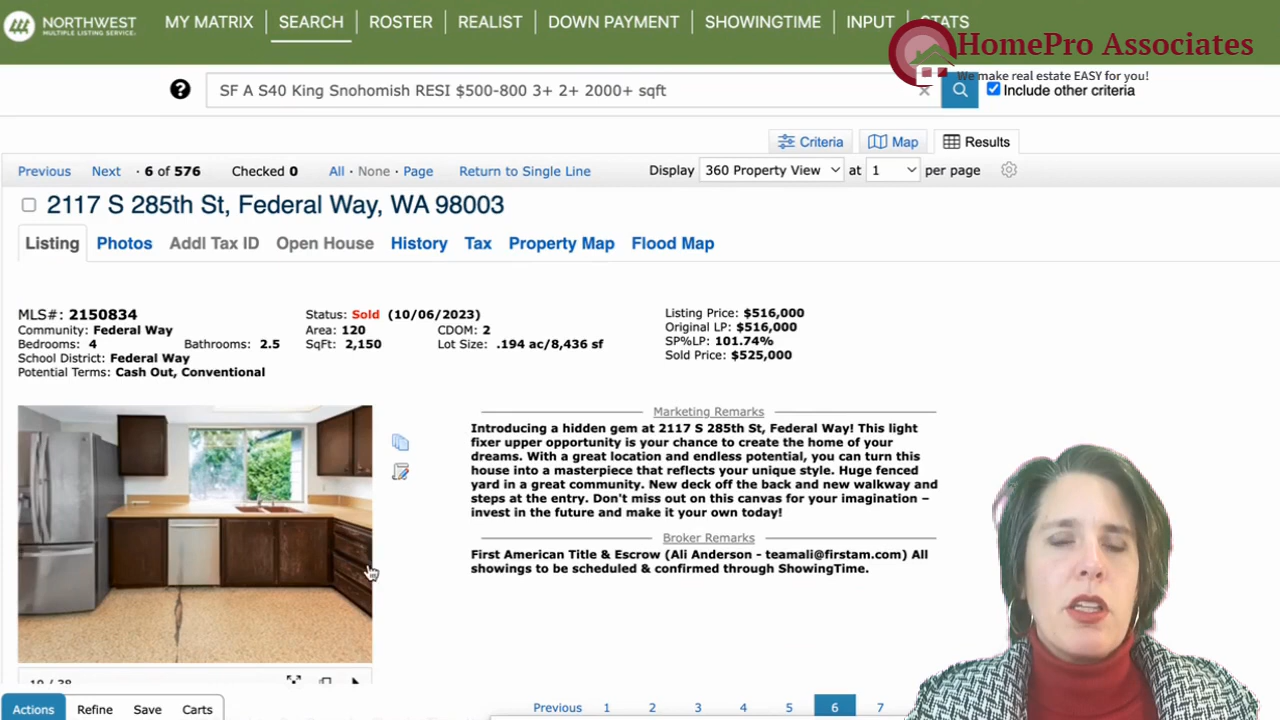 NORTHWEST
MULTIPLE LISTING SERVICE®
MY MATRIX SEARCH ROSTER REALIST DOWN PAYMENT SHOWINGTIME INPUT STATS
HomePro Associates
We make real estate EASY for you!
? SF A S40 King Snohomish RESI $500-800 3+ 2+ 2000+ sqft × Include other criteria
Criteria Map Results
Previous Next · 6 of 576 Checked 0 All · None · Page Return to Single Line Display 360 Property View at 1 per page
2117 S 285th St, Federal Way, WA 98003
Listing Photos Addl Tax ID Open House History Tax Property Map Flood Map
MLS#: 2150834
Community: Federal Way
Bedrooms: 4 Bathrooms: 2.5
School District: Federal Way
Potential Terms: Cash Out, Conventional
Status: Sold (10/06/2023)
Area: 120 CDOM: 2
SqFt: 2,150 Lot Size: .194 ac/8,436 sf
Listing Price: $516,000
Original LP: $516,000
SP%LP: 101.74%
Sold Price: $525,000
Marketing Remarks
Introducing a hidden gem at 2117 S 285th St, Federal Way! This light
fixer upper opportunity is your chance to create the home of your
dreams. With a great location and endless potential, you can turn this
house into a masterpiece that reflects your unique style. Huge fenced
yard in a great community. New deck off the back and new walkway and
steps at the entry. Don't miss out on this canvas for your imagination –
invest in the future and make it your own today!
Broker Remarks
First American Title & Escrow (Ali Anderson - teamali@firstam.com) All
showings to be scheduled & confirmed through ShowingTime.
Actions Refine Save Carts
Previous 1 2 3 4 5 6 7